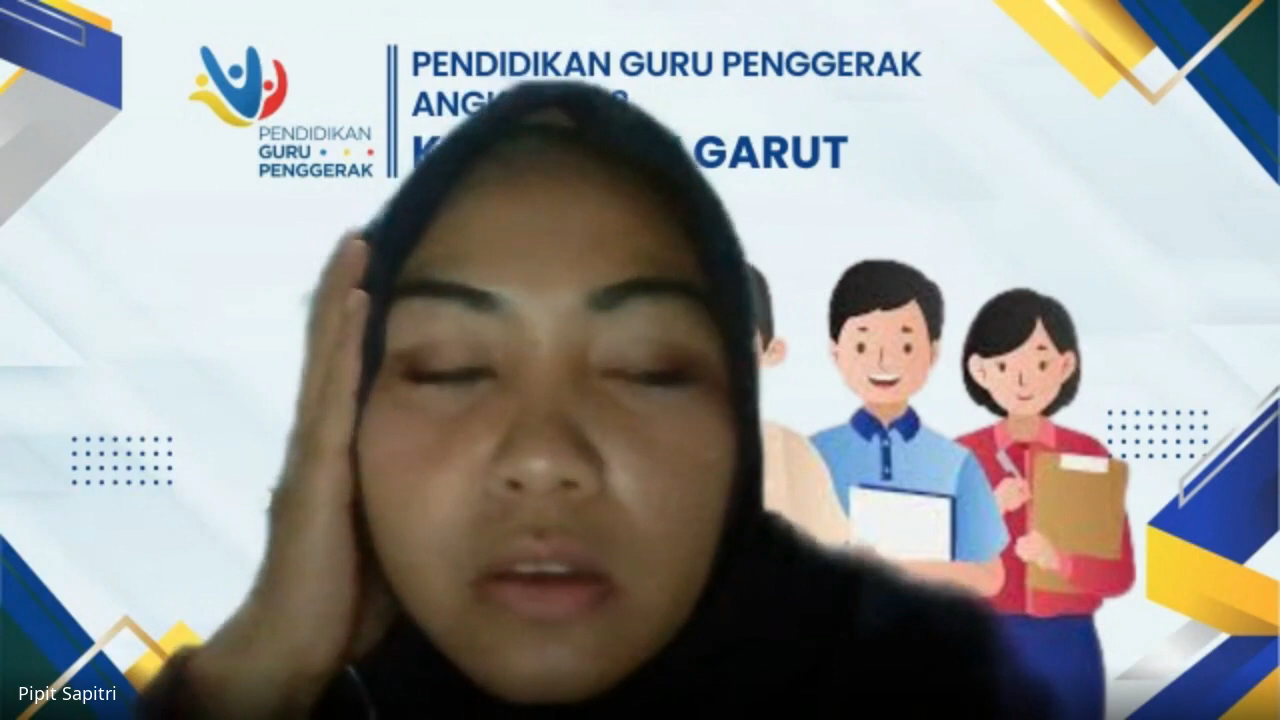 PENDIDIKAN GURU PENGGERAK
GARUT
PENDIDIKAN
GURU
PENGGERAK
Pipit Sapitri